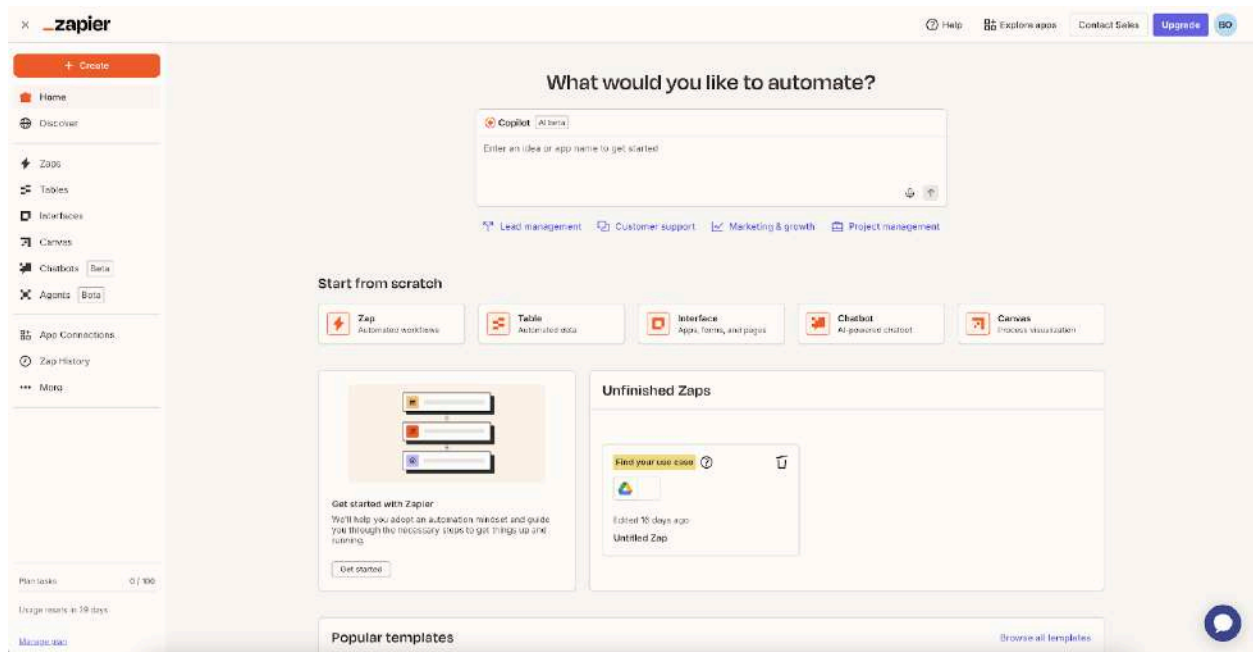 × _zapier
Help
Explore apps
Contact Sales
Upgrade
BO
+ Create
Home
Discover
Zaps
Tables
Interfaces
Canvas
Chatbots Beta
Agents Beta
App Connections
Zap History
More
Plan tasks 0 / 100
Usage resets in 19 days
Manage plan
What would you like to automate?
Copilot AI beta
Enter an idea or app name to get started
Lead management Customer support Marketing & growth Project management
Start from scratch
Zap
Automated workflows
Table
Automated data
Interface
Apps, forms, and pages
Chatbot
AI-powered chatbot
Canvas
Process visualization
Get started with Zapier
We'll help you adopt an automation mindset and guide
you through the necessary steps to get things up and
running.
Get started
Unfinished Zaps
Find your use case
Edited 16 days ago
Untitled Zap
Popular templates
Browse all templates